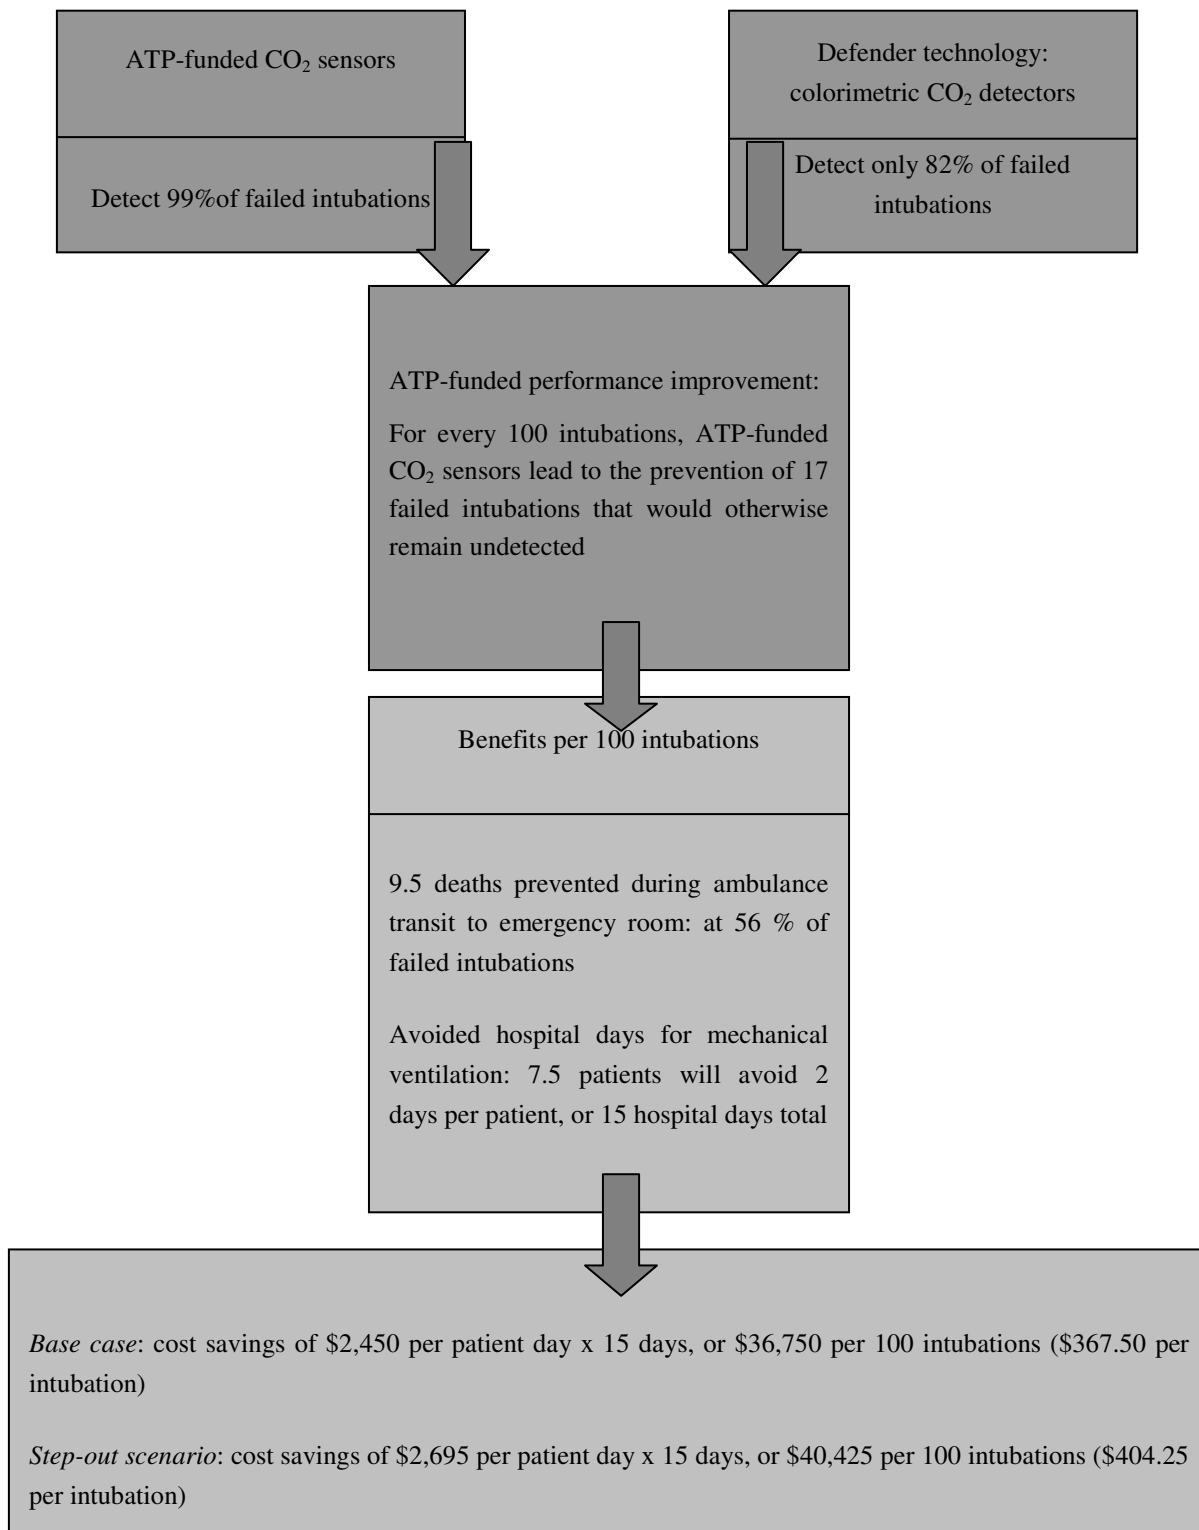 ATP-funded CO₂ sensors
Detect 99%of failed intubations
Defender technology:
colorimetric CO₂ detectors
Detect only 82% of failed
intubations
ATP-funded performance improvement:
For every 100 intubations, ATP-funded
CO₂ sensors lead to the prevention of 17
failed intubations that would otherwise
remain undetected
Benefits per 100 intubations
9.5 deaths prevented during ambulance
transit to emergency room: at 56 % of
failed intubations
Avoided hospital days for mechanical
ventilation: 7.5 patients will avoid 2
days per patient, or 15 hospital days total
Base case: cost savings of $2,450 per patient day x 15 days, or $36,750 per 100 intubations ($367.50 per
intubation)
Step-out scenario: cost savings of $2,695 per patient day x 15 days, or $40,425 per 100 intubations ($404.25
per intubation)